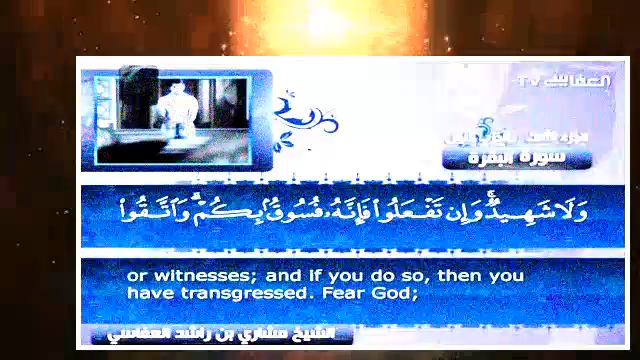 العفاسي TV
سورة البقرة
وَلَا شَهِيدٌ ۚ وَإِن تَفْعَلُوا فَإِنَّهُ فُسُوقٌ بِكُمْ ۗ وَاتَّقُوا
or witnesses; and if you do so, then you
have transgressed. Fear God;
الشيخ مشاري بن راشد العفاسي